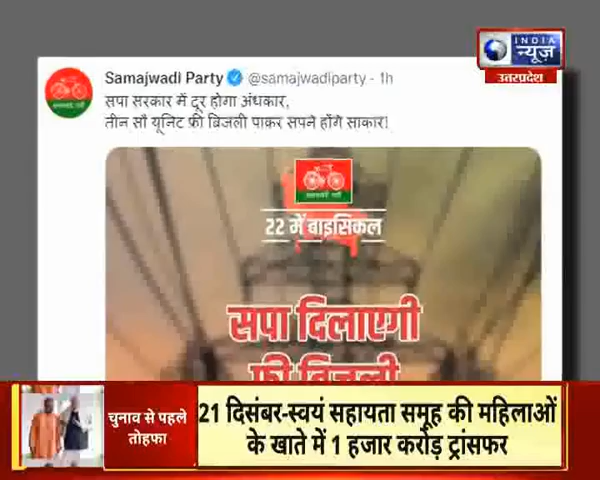 INDIA
न्यूज़
उत्तरप्रदेश
Samajwadi Party @samajwadiparty · 1h
सपा सरकार में दूर होगा अंधकार,
तीन सौ यूनिट फ्री बिजली पाकर सपने होंगे साकार!
22 में बाइसिकल
सपा दिलाएगी
फ्री बिजली
चुनाव से पहले
तोहफा
21 दिसंबर-स्वयं सहायता समूह की महिलाओं
के खाते में 1 हजार करोड़ ट्रांसफर